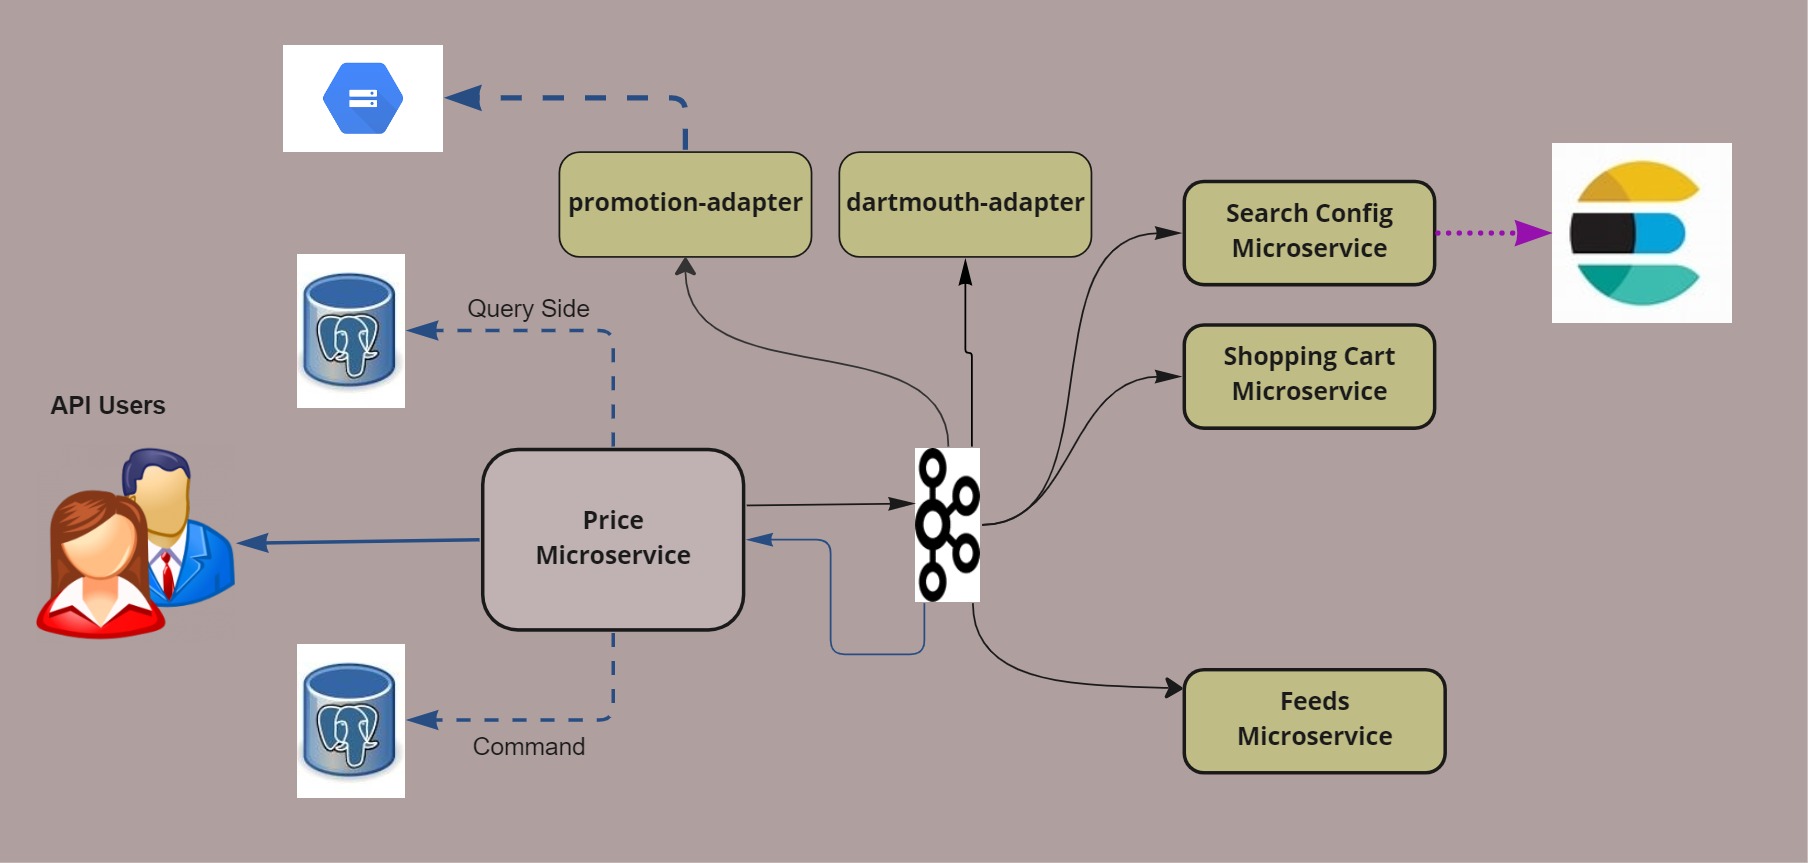 promotion-adapter
dartmouth-adapter
Search Config
Microservice
Query Side
Shopping Cart
Microservice
API Users
Price
Microservice
Feeds
Microservice
Command